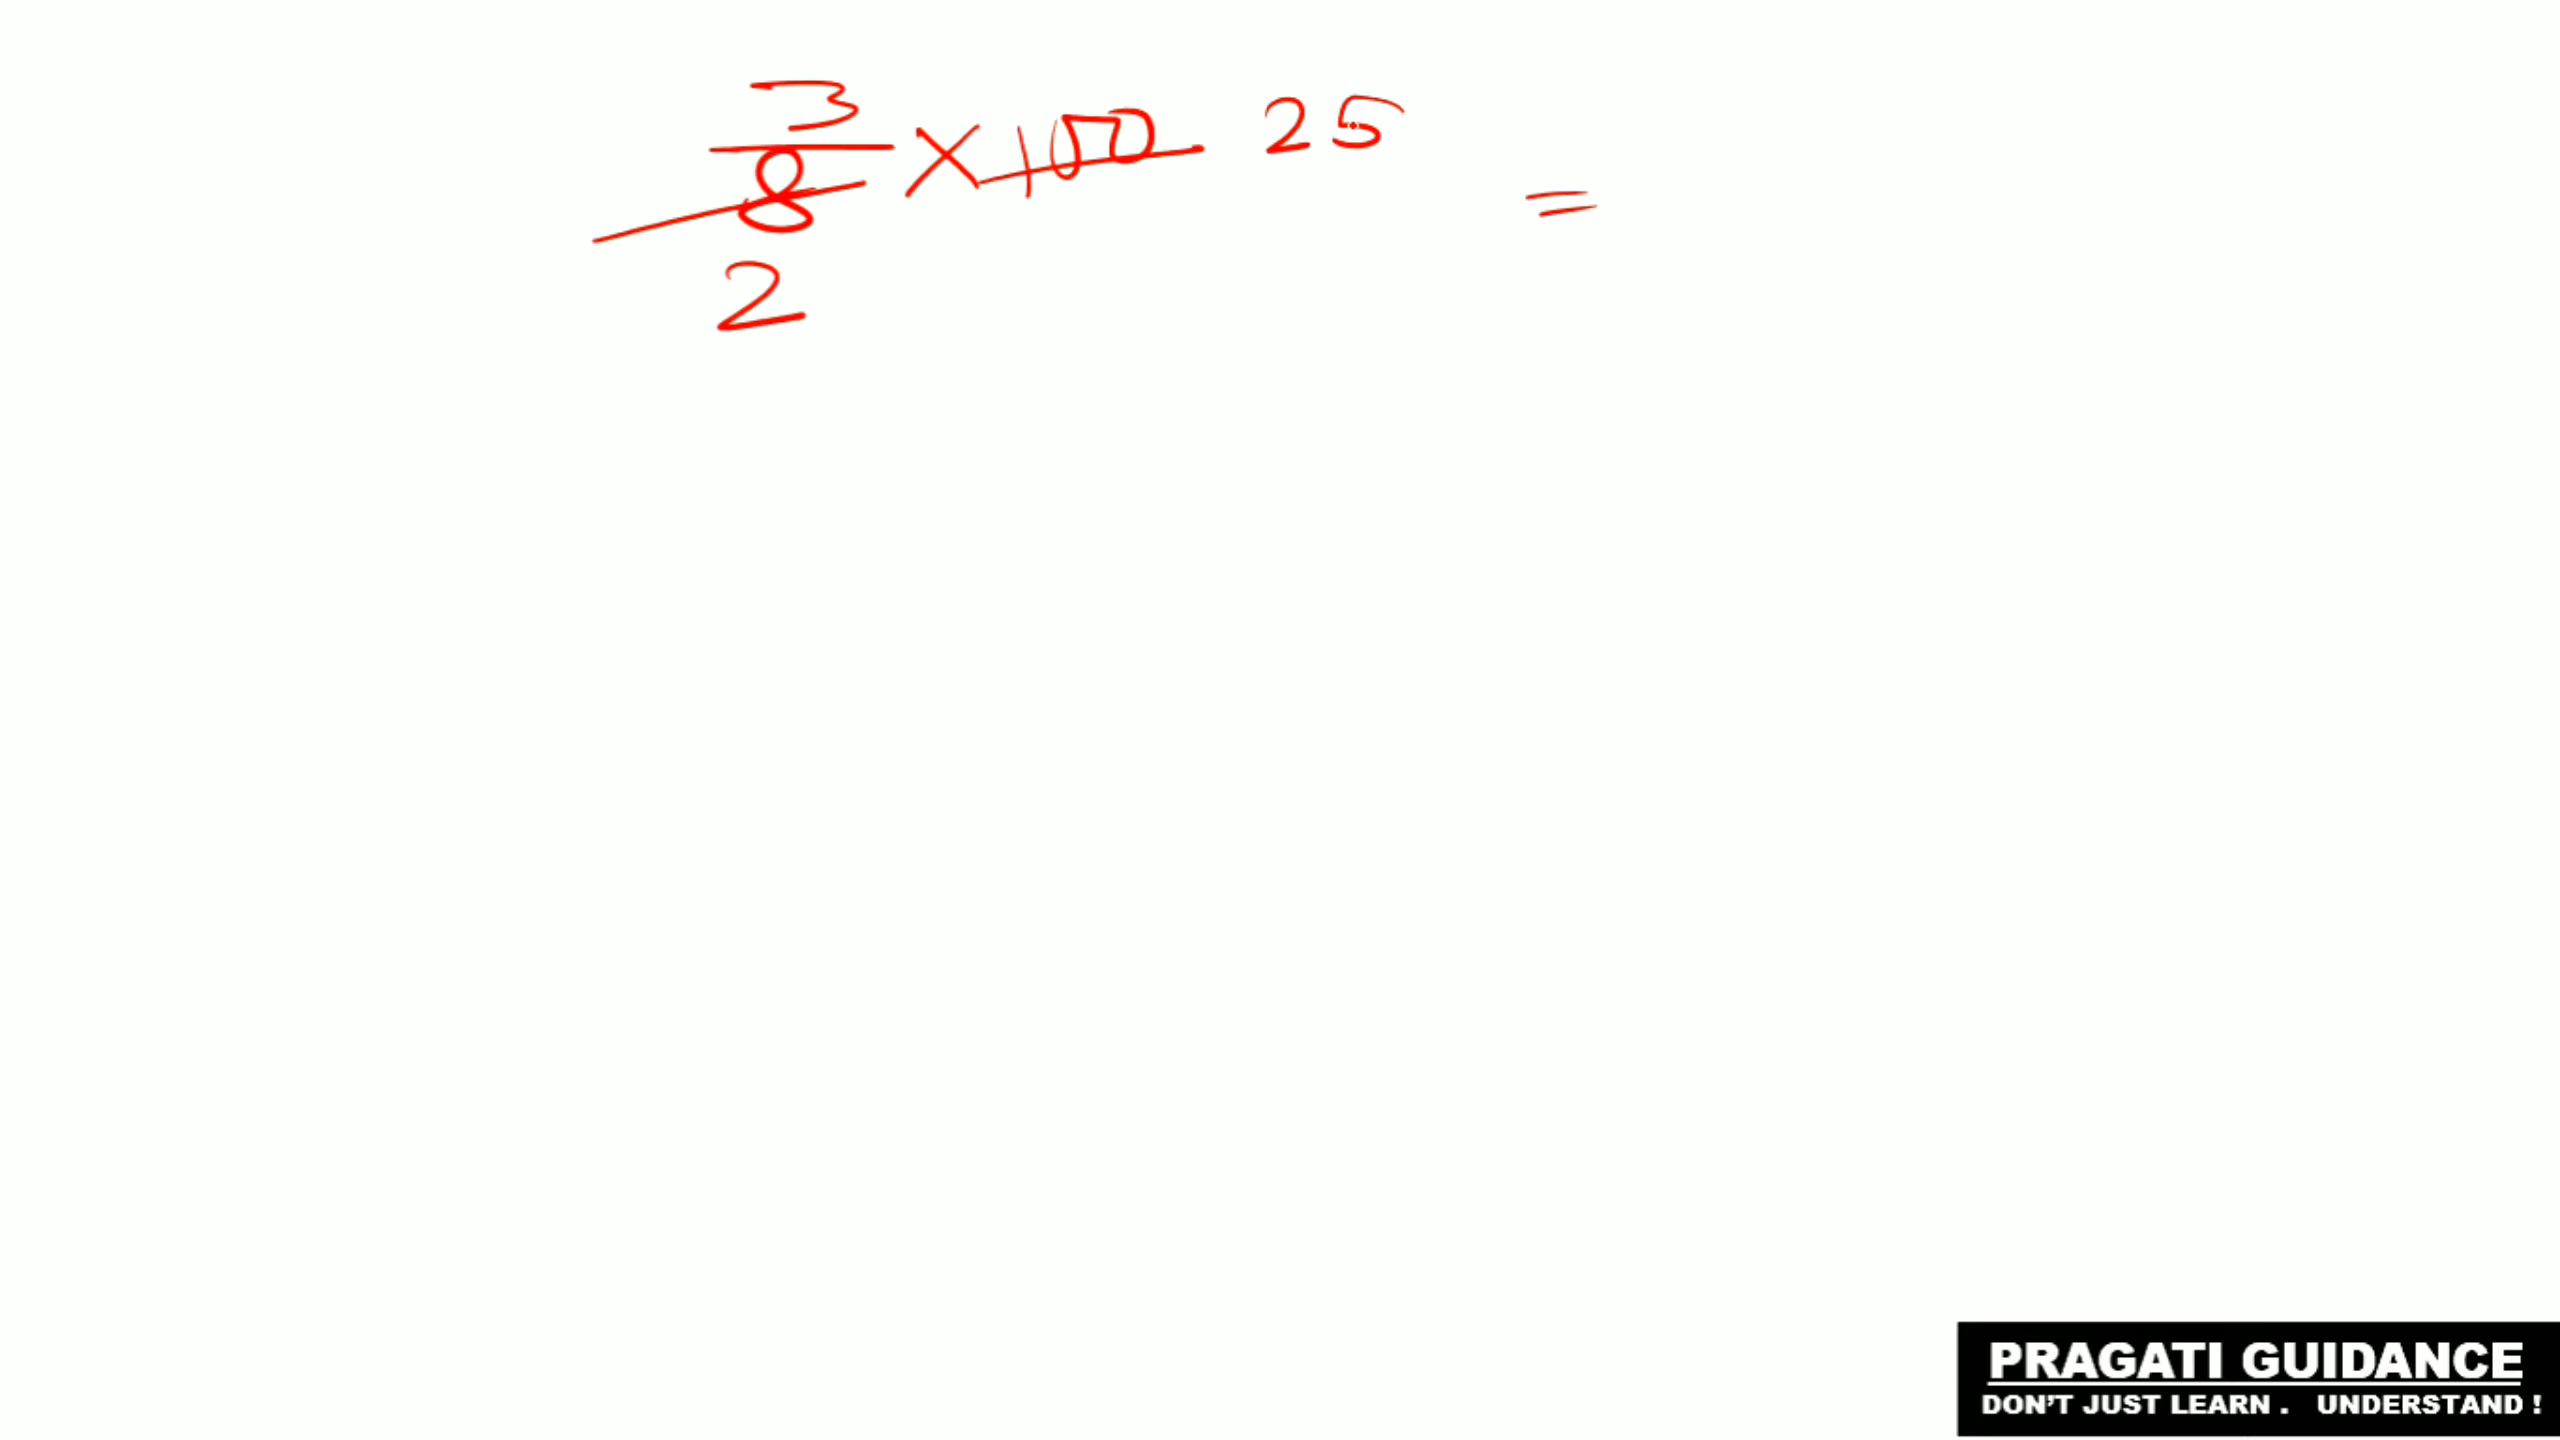 3
8 × 100 25 =
2
PRAGATI GUIDANCE
DON'T JUST LEARN . UNDERSTAND !